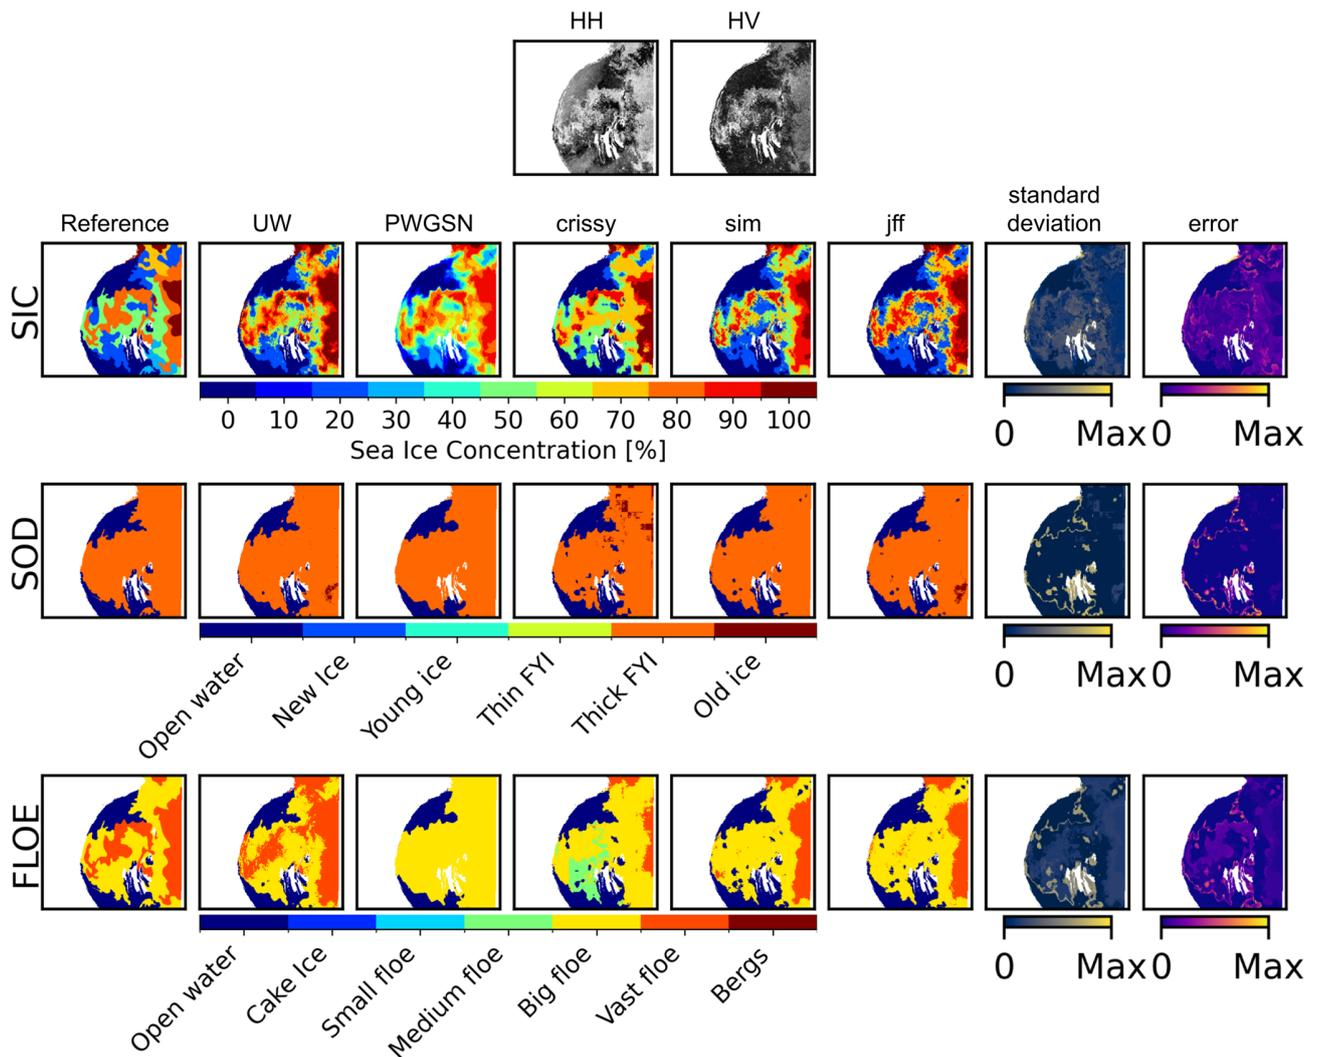 HH HV
Reference UW PWGSN crissy sim jff standard deviation error
SIC
0 10 20 30 40 50 60 70 80 90 100
Sea Ice Concentration [%]
0 Max 0 Max
SOD
Open water New Ice Young ice Thin FYI Thick FYI Old ice
0 Max 0 Max
FLOE
Open water Cake Ice Small floe Medium floe Big floe Vast floe Bergs
0 Max 0 Max